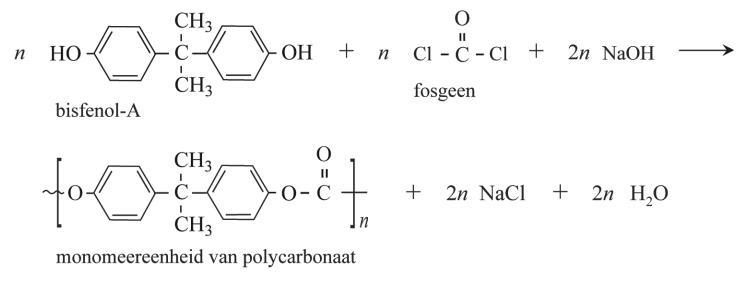 CH₃ O
n HO C OH + n Cl – C – Cl + 2n NaOH
CH₃
bisfenol-A fosgeen
CH₃ O
O C O – C n + 2n NaCl + 2n H₂O
CH₃
monomeereenheid van polycarbonaat